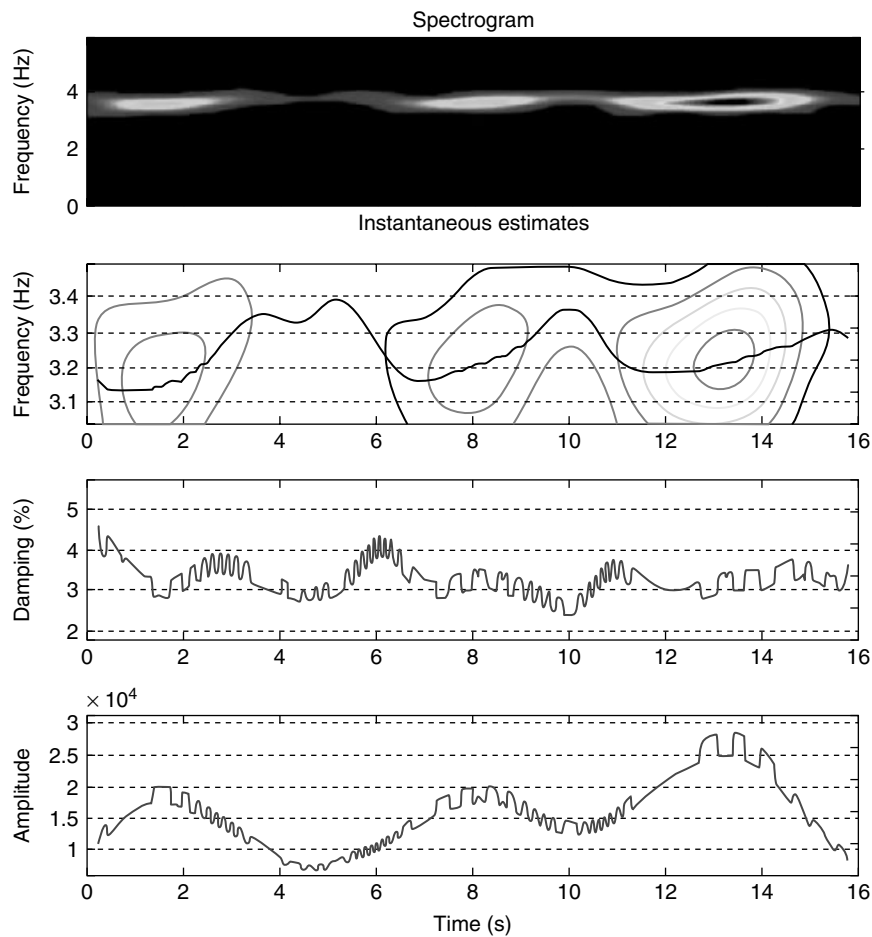 Spectrogram
Frequency (Hz)
4
2
0
Instantaneous estimates
Frequency (Hz)
3.4
3.3
3.2
3.1
0 2 4 6 8 10 12 14 16
Damping (%)
5
4
3
2
0 2 4 6 8 10 12 14 16
× 10⁴
Amplitude
3
2.5
2
1.5
1
0 2 4 6 8 10 12 14 16
Time (s)